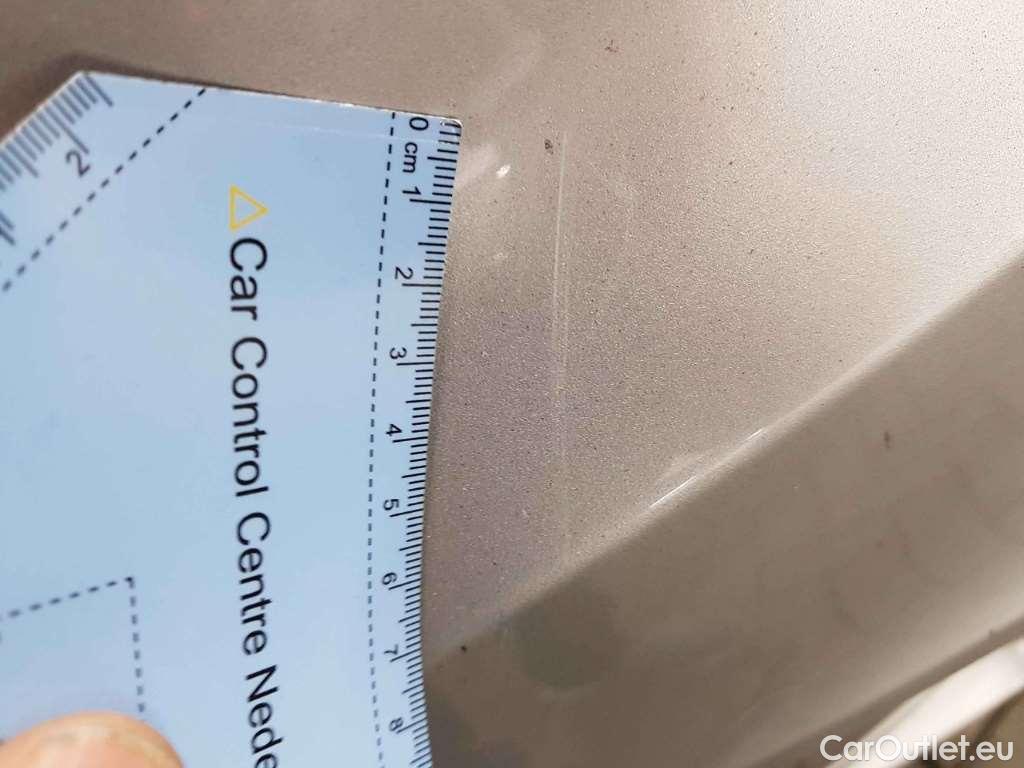 2
0 cm 1 2 3 4 5 6 7 8
Car Control Centre Nede
CarOutlet.eu